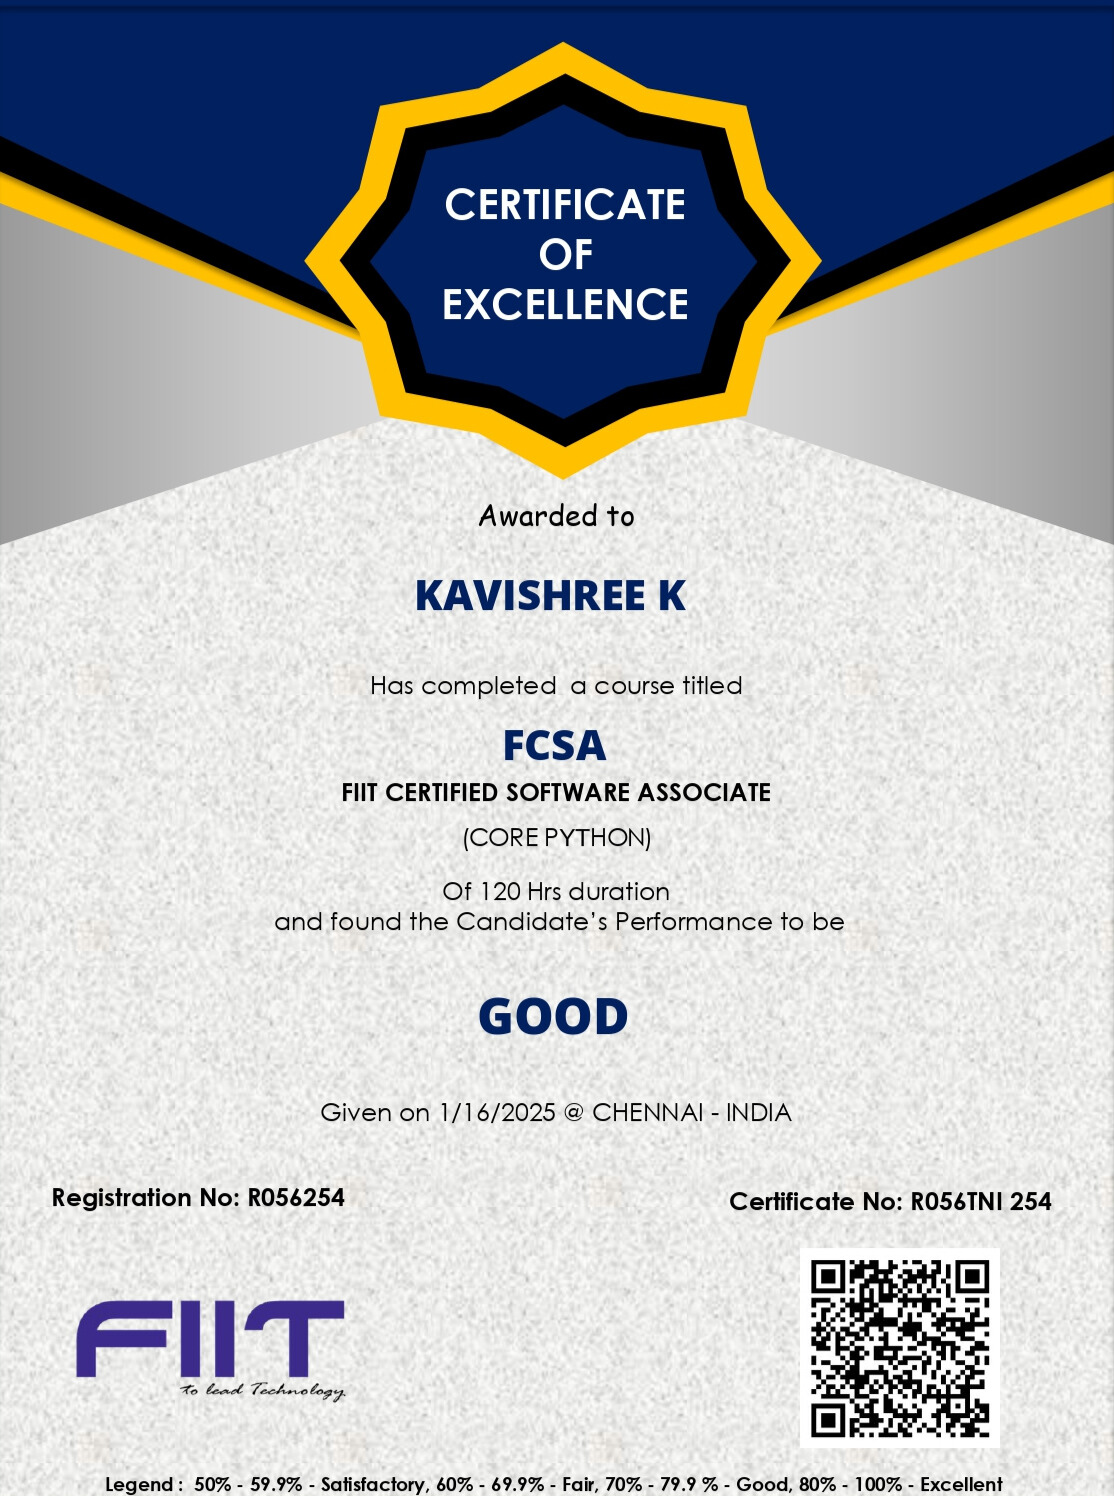 CERTIFICATE
OF
EXCELLENCE
Awarded to
KAVISHREE K
Has completed a course titled
FCSA
FIIT CERTIFIED SOFTWARE ASSOCIATE
(CORE PYTHON)
Of 120 Hrs duration
and found the Candidate’s Performance to be
GOOD
Given on 1/16/2025 @ CHENNAI - INDIA
Registration No: R056254
Certificate No: R056TNI 254
FIIT
to lead Technology.
Legend : 50% - 59.9% - Satisfactory, 60% - 69.9% - Fair, 70% - 79.9 % - Good, 80% - 100% - Excellent